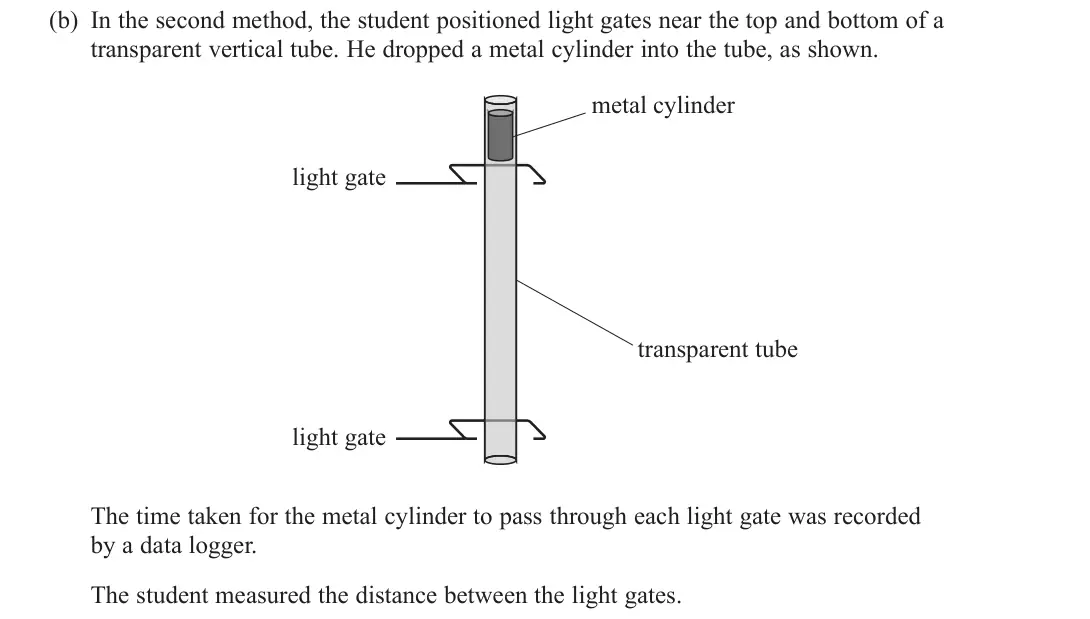 (b) In the second method, the student positioned light gates near the top and bottom of a
transparent vertical tube. He dropped a metal cylinder into the tube, as shown.
metal cylinder
light gate
transparent tube
light gate
The time taken for the metal cylinder to pass through each light gate was recorded
by a data logger.
The student measured the distance between the light gates.